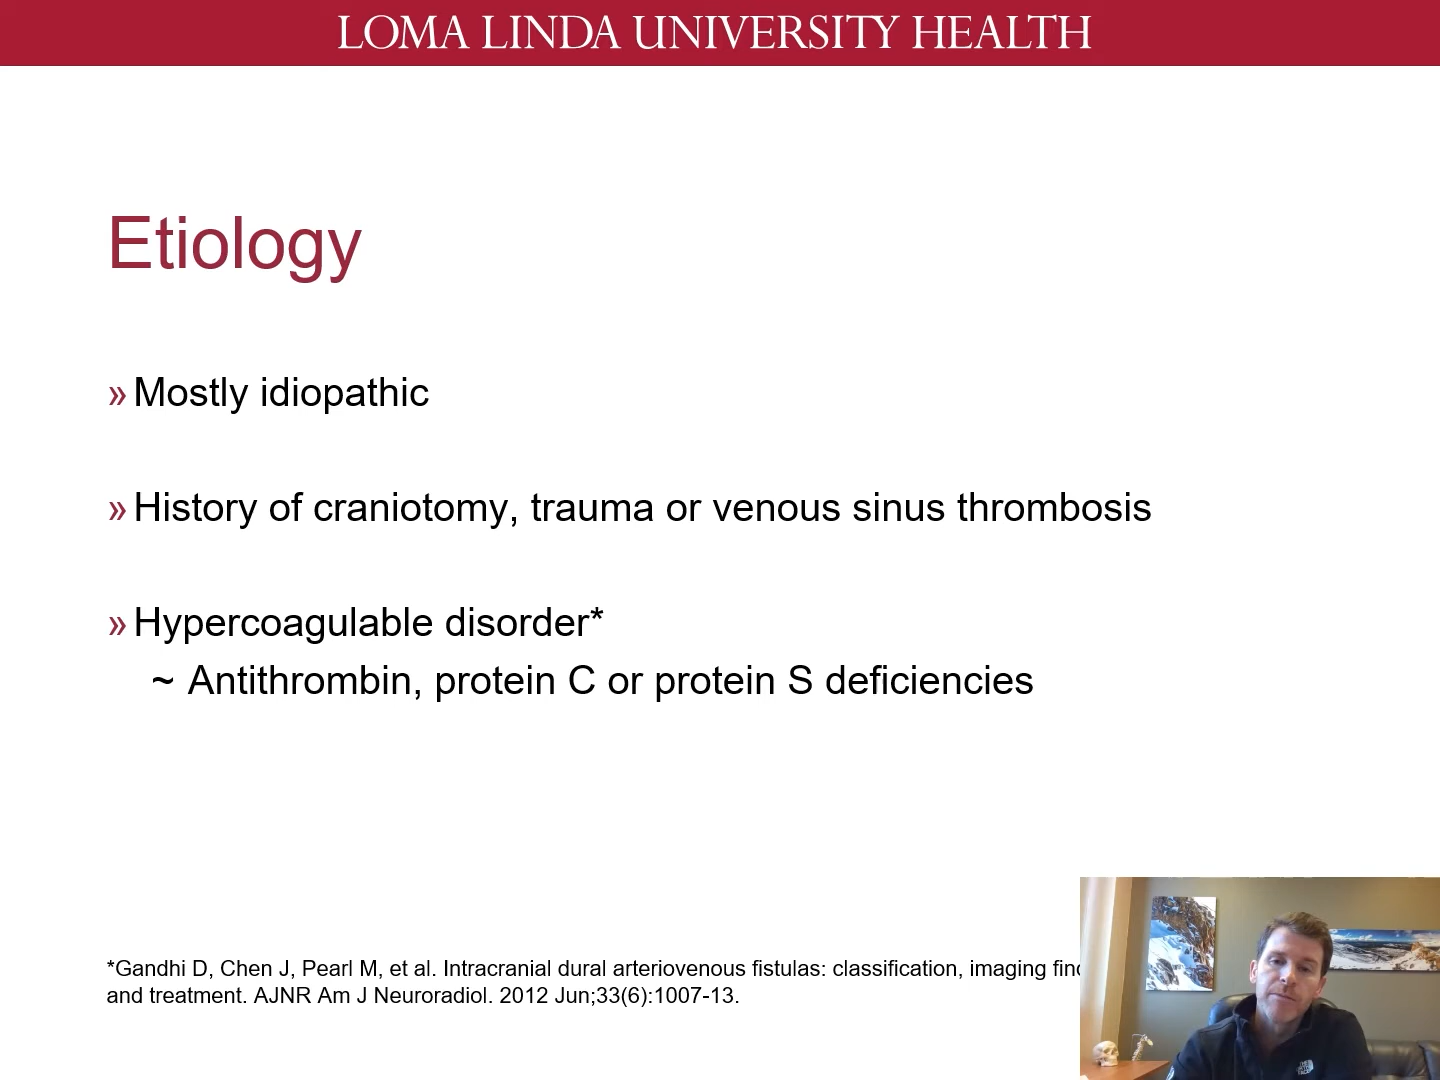 LOMA LINDA UNIVERSITY HEALTH
Etiology
» Mostly idiopathic
» History of craniotomy, trauma or venous sinus thrombosis
» Hypercoagulable disorder*
~ Antithrombin, protein C or protein S deficiencies
*Gandhi D, Chen J, Pearl M, et al. Intracranial dural arteriovenous fistulas: classification, imaging
and treatment. AJNR Am J Neuroradiol. 2012 Jun;33(6):1007-13.